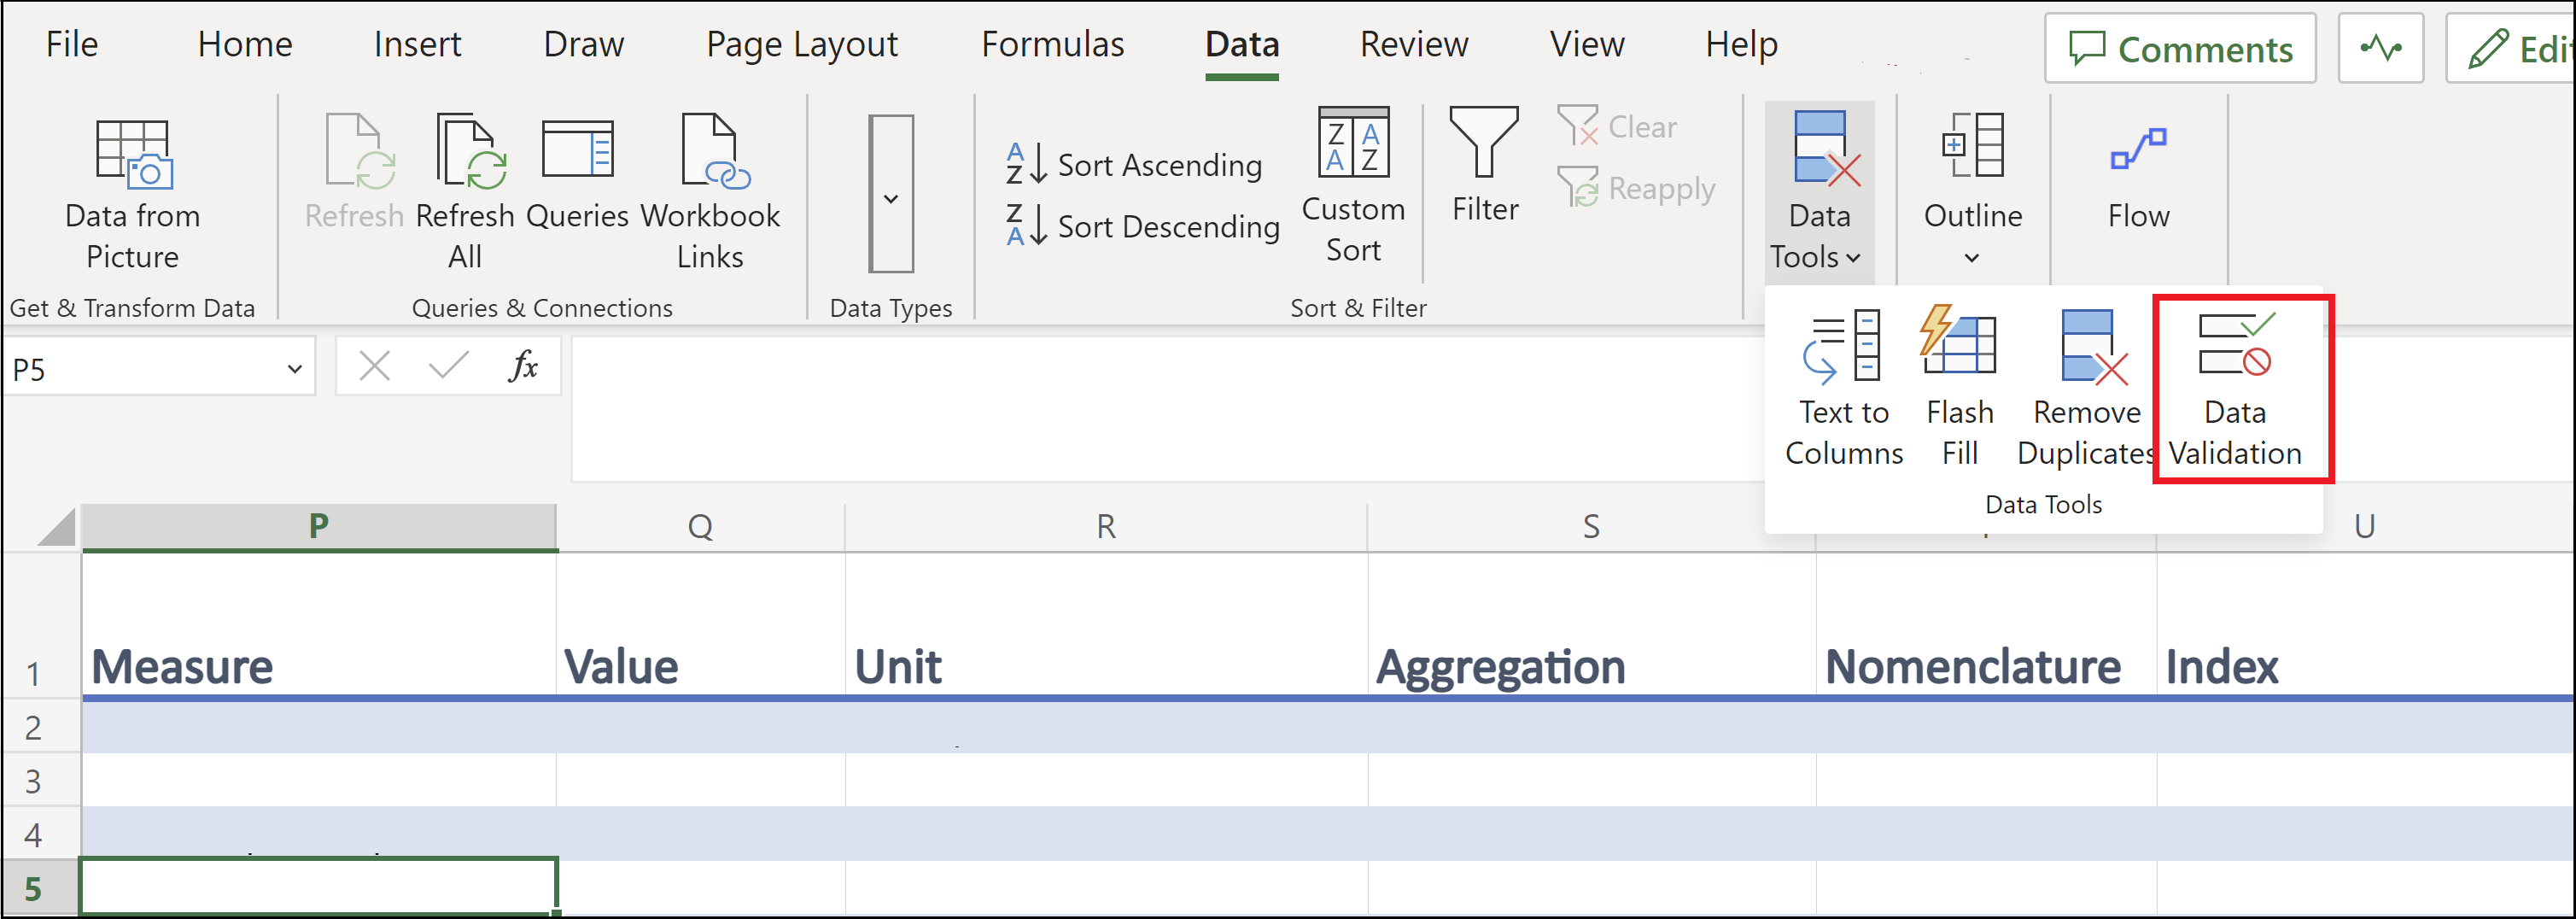 File Home Insert Draw Page Layout Formulas Data Review View Help Comments
Data from
Picture
Get & Transform Data
Refresh
Refresh
All
Queries
Workbook
Links
Queries & Connections
Data Types
Sort Ascending
Sort Descending
Custom
Sort
Filter
Clear
Reapply
Sort & Filter
Data
Tools
Outline
Flow
Text to
Columns
Flash
Fill
Remove
Duplicates
Data
Validation
Data Tools
P5
fx
P Q R S U
1 Measure Value Unit Aggregation Nomenclature Index
2
3
4
5